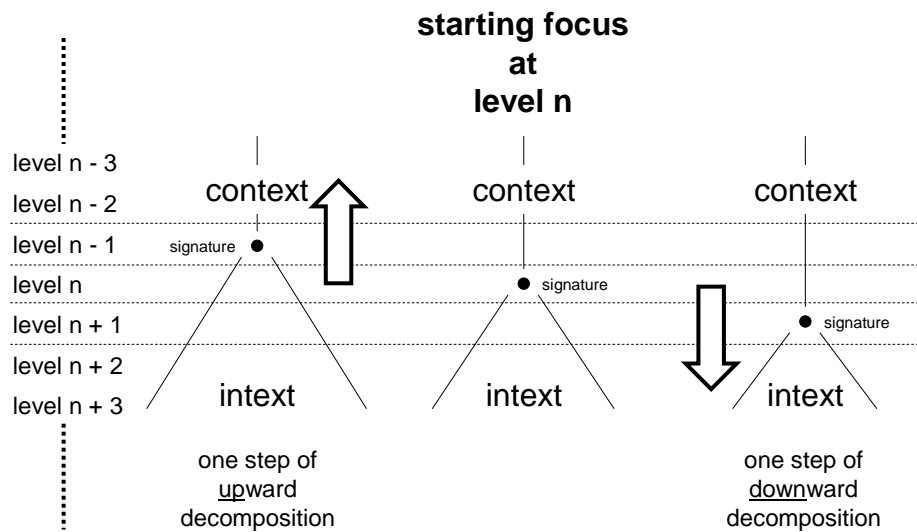 starting focus
at
level n
level n - 3
context context context
level n - 2
level n - 1 signature
level n signature
level n + 1 signature
level n + 2
intext intext intext
level n + 3
one step of one step of
upward downward
decomposition decomposition